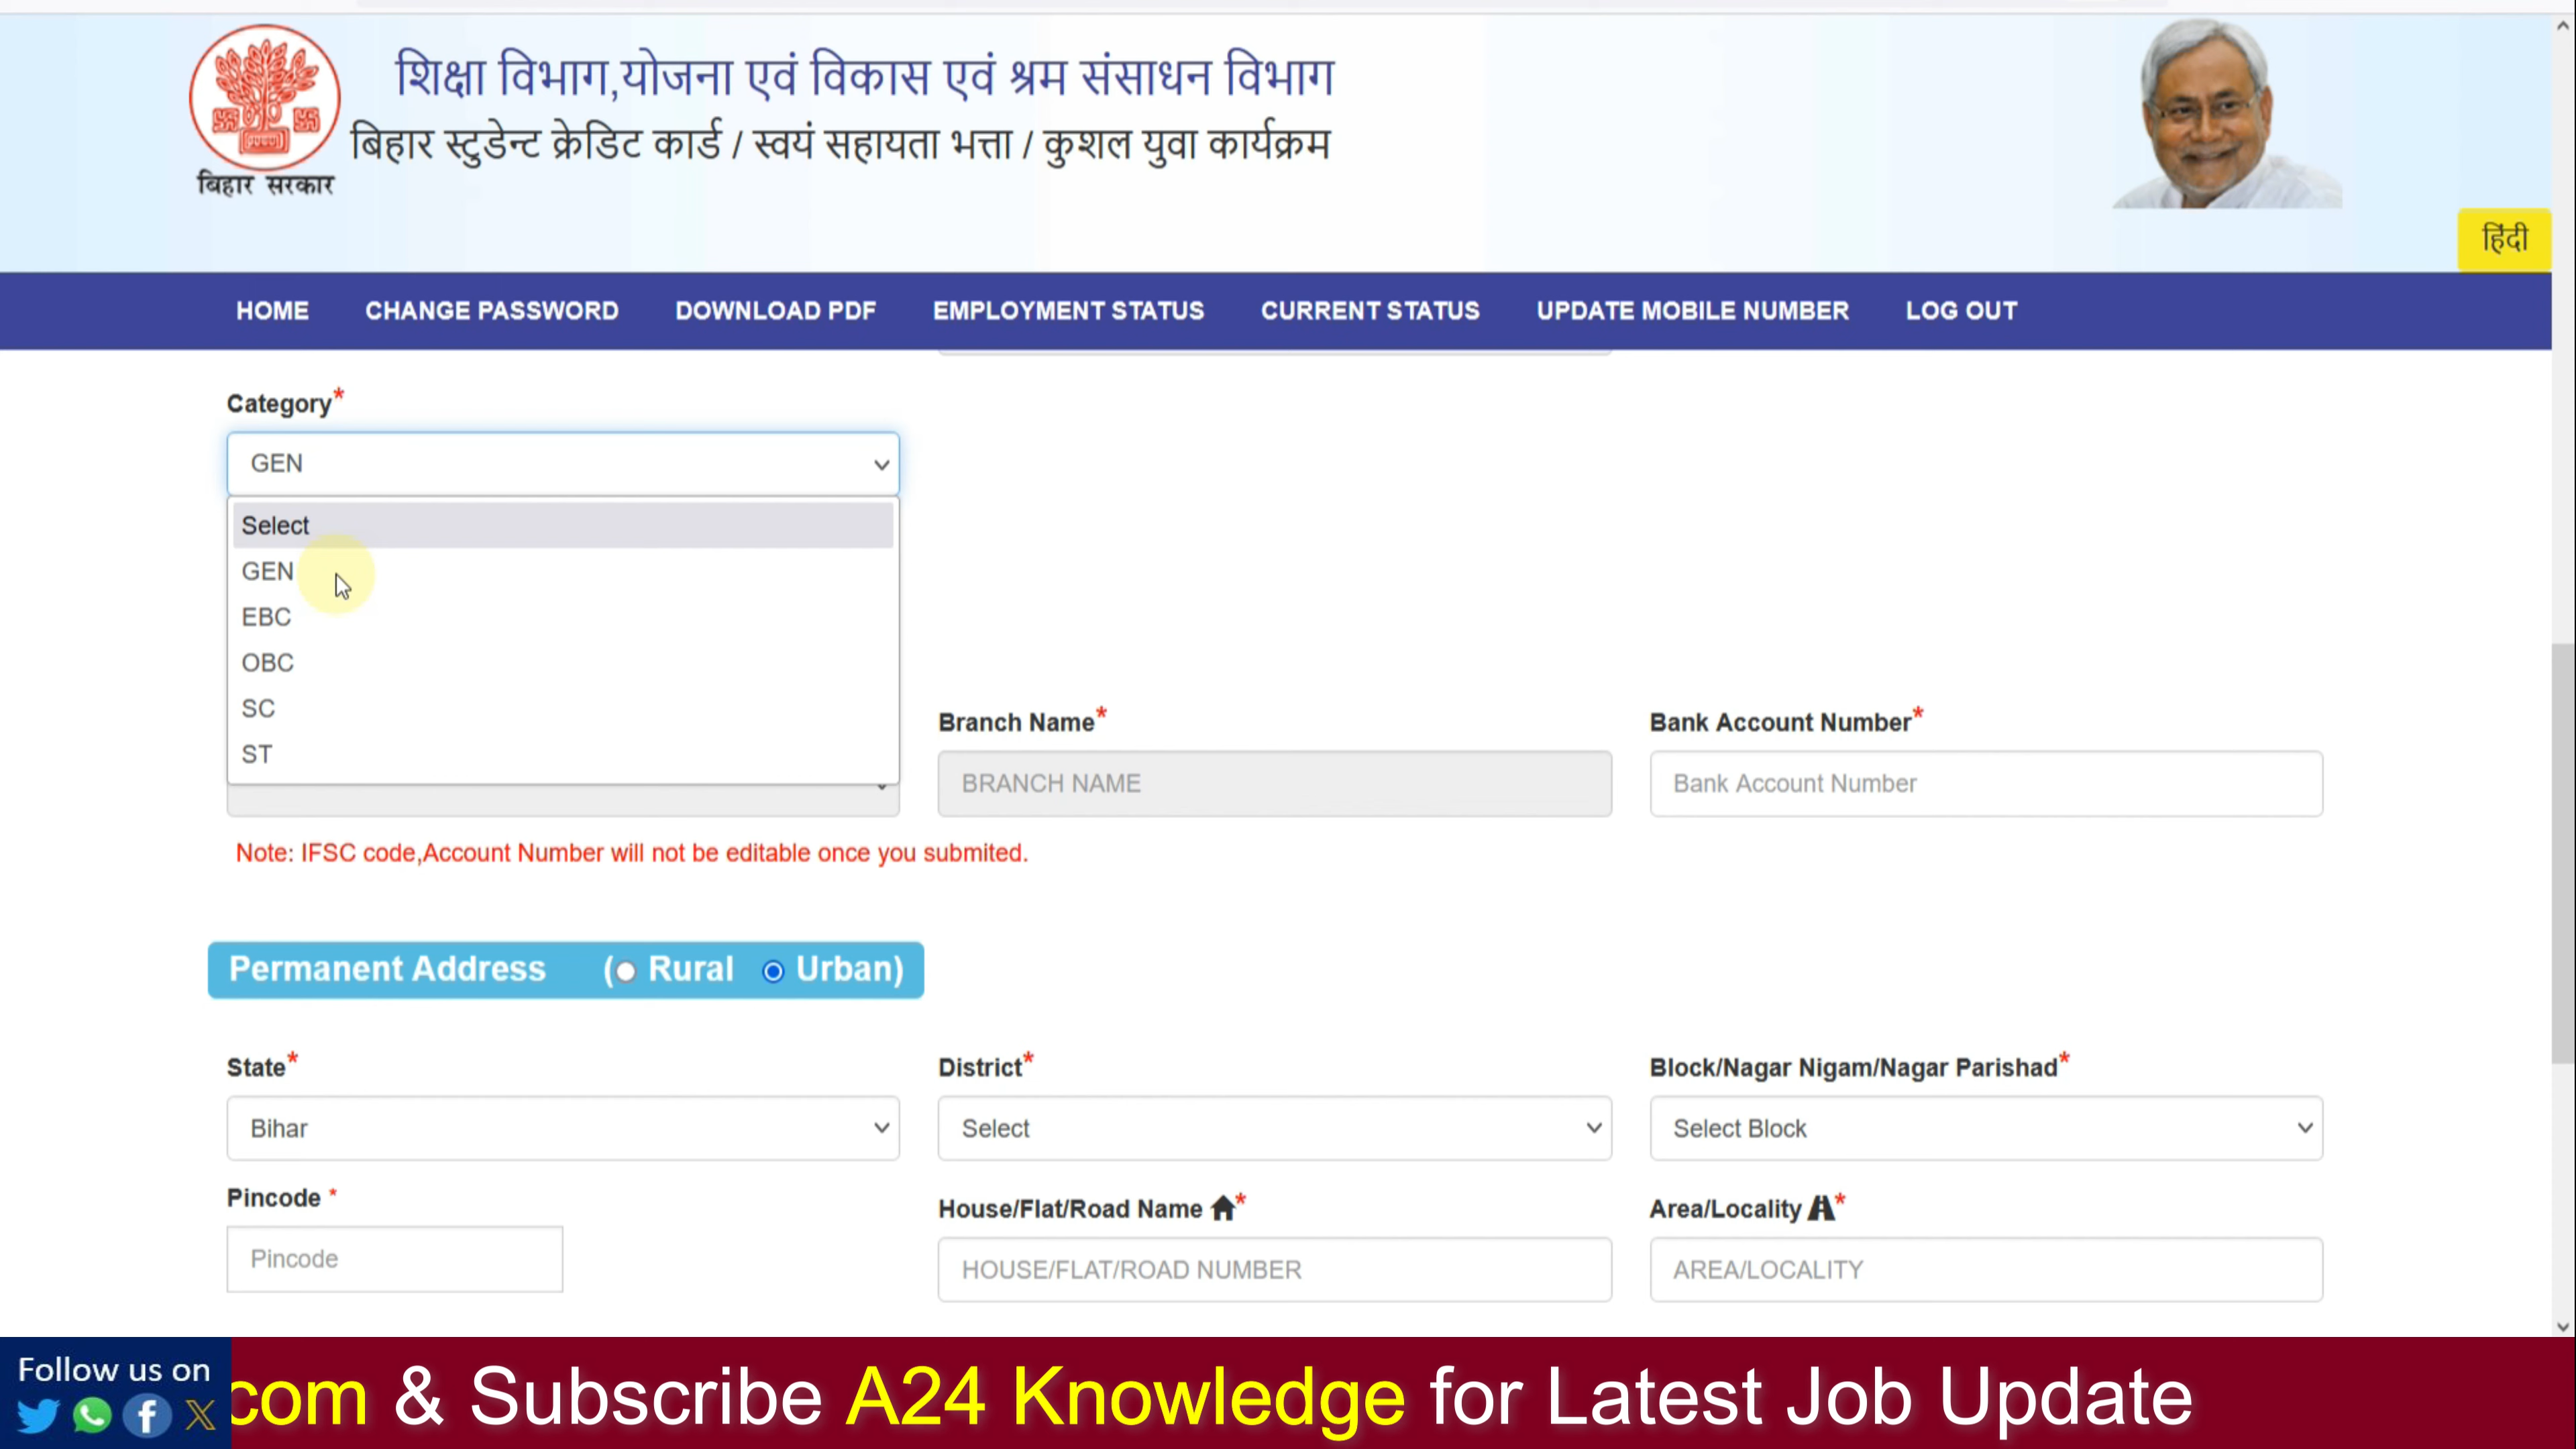 शिक्षा विभाग,योजना एवं विकास एवं श्रम संसाधन विभाग
बिहार स्टुडेन्ट क्रेडिट कार्ड / स्वयं सहायता भत्ता / कुशल युवा कार्यक्रम
बिहार सरकार
हिंदी
HOME CHANGE PASSWORD DOWNLOAD PDF EMPLOYMENT STATUS CURRENT STATUS UPDATE MOBILE NUMBER LOG OUT
Category*
GEN
Select
GEN
EBC
OBC
SC
ST
Branch Name* Bank Account Number*
BRANCH NAME Bank Account Number
Note: IFSC code,Account Number will not be editable once you submited.
Permanent Address (Rural Urban)
State* District* Block/Nagar Nigam/Nagar Parishad*
Bihar Select Select Block
Pincode * House/Flat/Road Name * Area/Locality *
Pincode HOUSE/FLAT/ROAD NUMBER AREA/LOCALITY
Follow us on
com & Subscribe A24 Knowledge for Latest Job Update